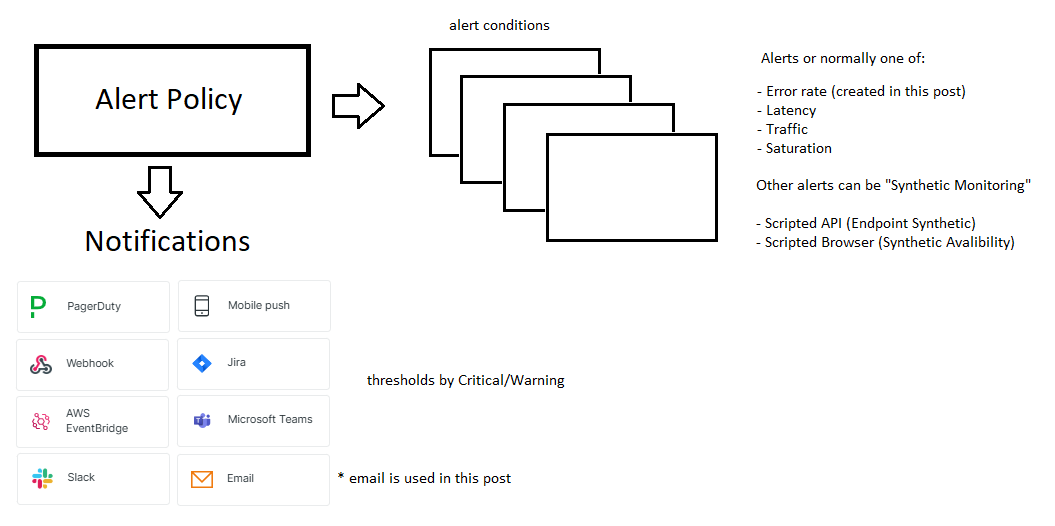 alert conditions
Alert Policy
Alerts or normally one of:
- Error rate (created in this post)
- Latency
- Traffic
- Saturation
Other alerts can be "Synthetic Monitoring"
- Scripted API (Endpoint Synthetic)
- Scripted Browser (Synthetic Avalibility)
Notifications
PagerDuty
Mobile push
Webhook
Jira
thresholds by Critical/Warning
AWS
EventBridge
Microsoft Teams
Slack
Email
* email is used in this post